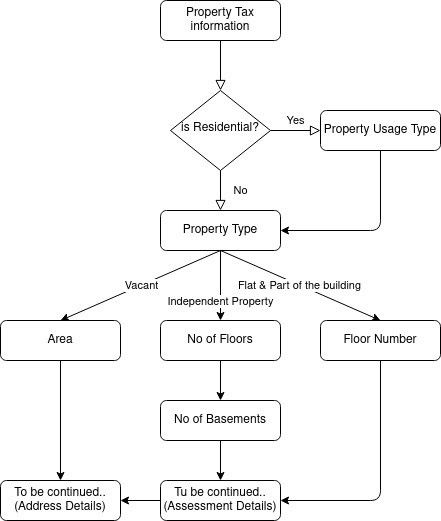 Property Tax
information
is Residential?
Yes
Property Usage Type
No
Property Type
Vacant
Independent Property
Flat & Part of the building
Area
No of Floors
Floor Number
No of Basements
To be continued..
(Address Details)
Tu be continued..
(Assessment Details)